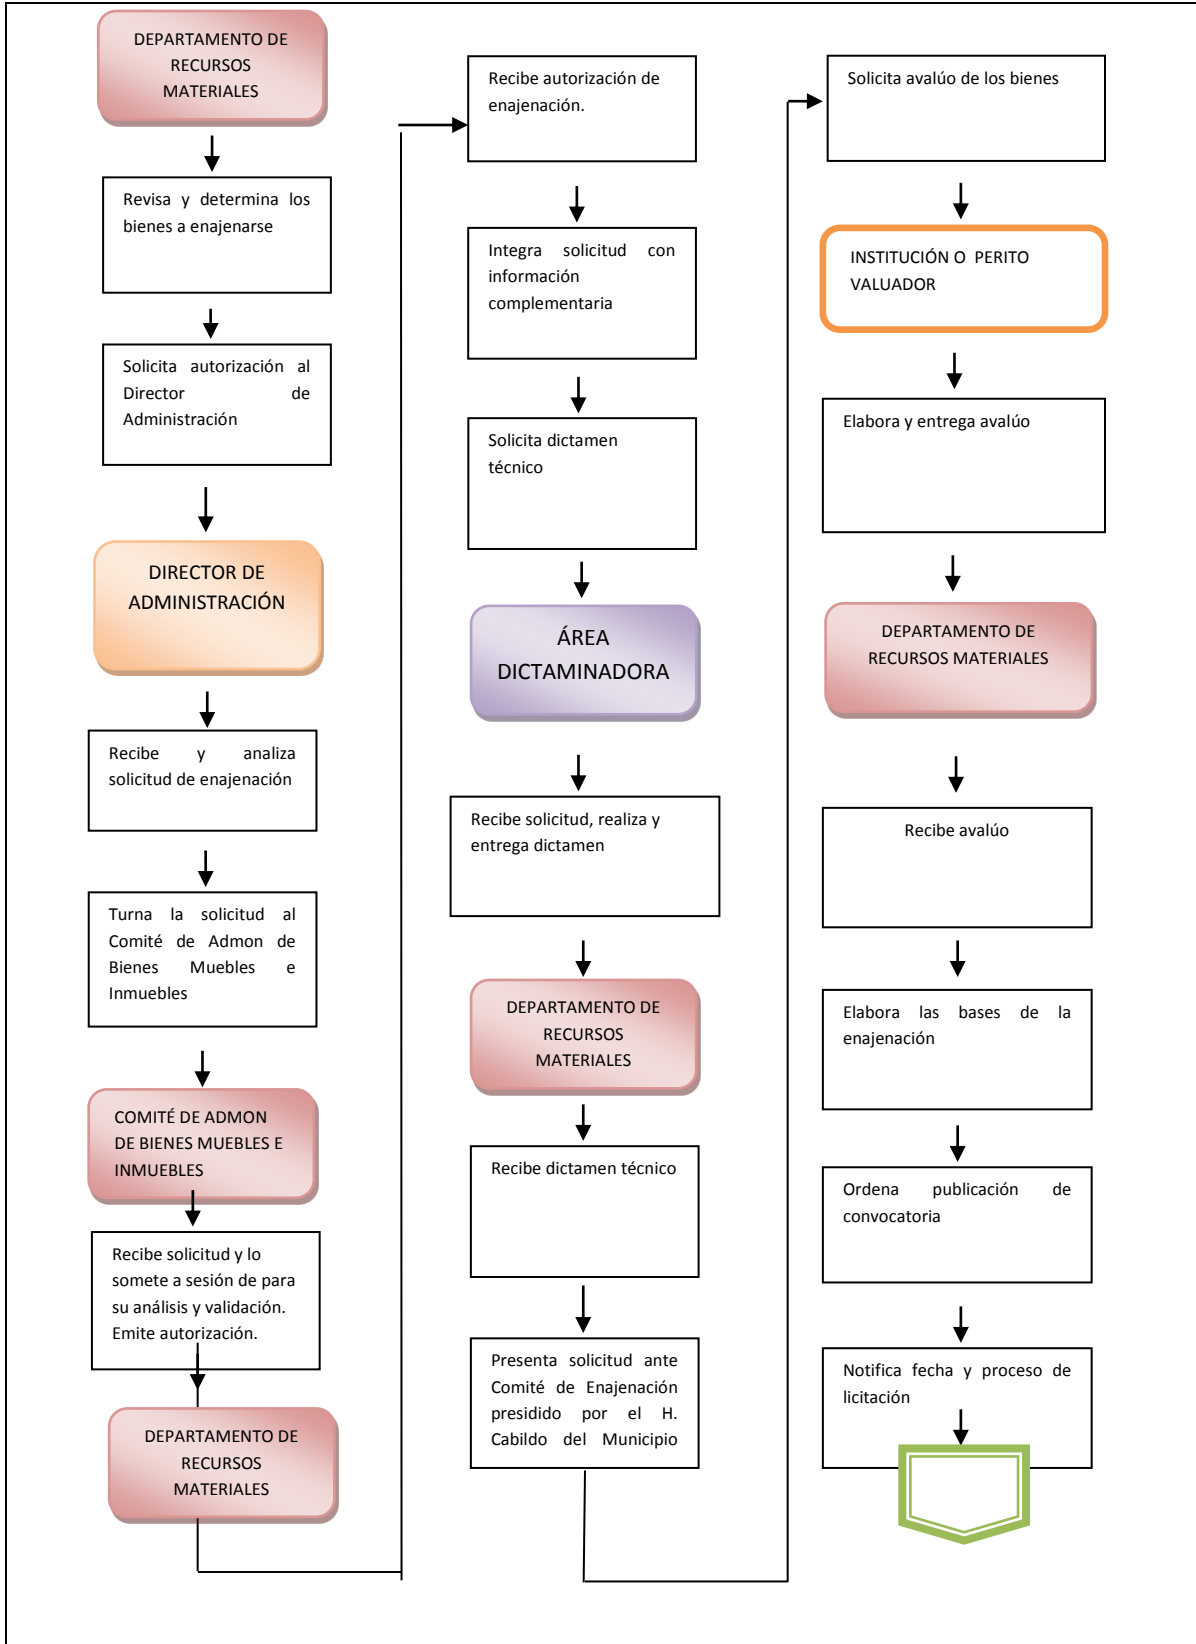 DEPARTAMENTO DE
RECURSOS
MATERIALES
Revisa y determina los
bienes a enajenarse
Solicita autorización al
Director de
Administración
DIRECTOR DE
ADMINISTRACIÓN
Recibe y analiza
solicitud de enajenación
Turna la solicitud al
Comité de Admon de
Bienes Muebles e
Inmuebles
COMITÉ DE ADMON
DE BIENES MUEBLES E
INMUEBLES
Recibe solicitud y lo
somete a sesión de para
su análisis y validación.
Emite autorización.
DEPARTAMENTO DE
RECURSOS
MATERIALES
Recibe autorización de
enajenación.
Integra solicitud con
información
complementaria
Solicita dictamen
técnico
ÁREA
DICTAMINADORA
Recibe solicitud, realiza y
entrega dictamen
DEPARTAMENTO DE
RECURSOS
MATERIALES
Recibe dictamen técnico
Presenta solicitud ante
Comité de Enajenación
presidido por el H.
Cabildo del Municipio
Solicita avalúo de los bienes
INSTITUCIÓN O PERITO
VALUADOR
Elabora y entrega avalúo
DEPARTAMENTO DE
RECURSOS MATERIALES
Recibe avalúo
Elabora las bases de la
enajenación
Ordena publicación de
convocatoria
Notifica fecha y proceso de
licitación